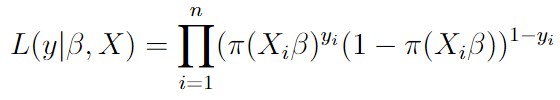 L(y|β, X) = ∏_{i=1}^{n} (π(X_iβ)^{y_i}(1 − π(X_iβ))^{1−y_i}